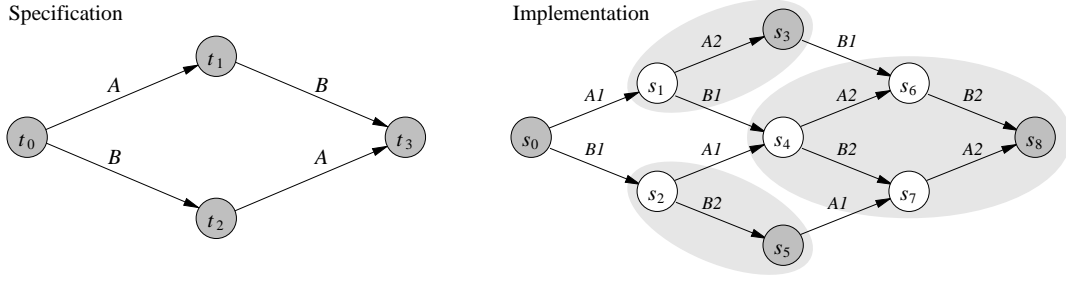 Specification
Implementation
t0
t1
t2
t3
A
B
B
A
s0
s1
s2
s3
s4
s5
s6
s7
s8
A1
B1
A2
B1
A1
B2
B1
A2
B2
A1
B2
A2